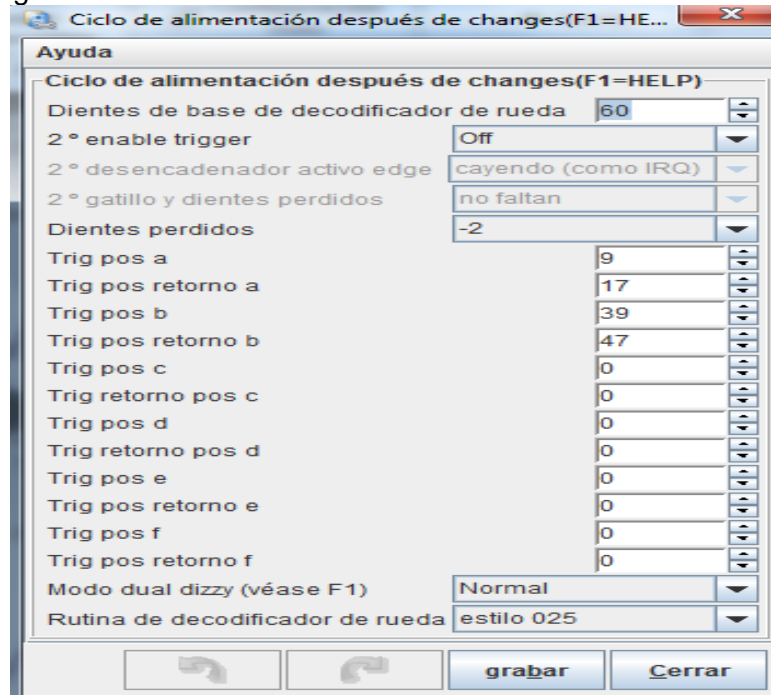 Ciclo de alimentación después de changes(F1=HE...
Ayuda
Ciclo de alimentación después de changes(F1=HELP)
Dientes de base de decodificador de rueda 60
2 º enable trigger Off
2 º desencadenador activo edge cayendo (como IRQ)
2 º gatillo y dientes perdidos no faltan
Dientes perdidos -2
Trig pos a 9
Trig pos retorno a 17
Trig pos b 39
Trig pos retorno b 47
Trig pos c 0
Trig retorno pos c 0
Trig pos d 0
Trig retorno pos d 0
Trig pos e 0
Trig pos retorno e 0
Trig pos f 0
Trig pos retorno f 0
Modo dual dizzy (véase F1) Normal
Rutina de decodificador de rueda estilo 025
grabar Cerrar